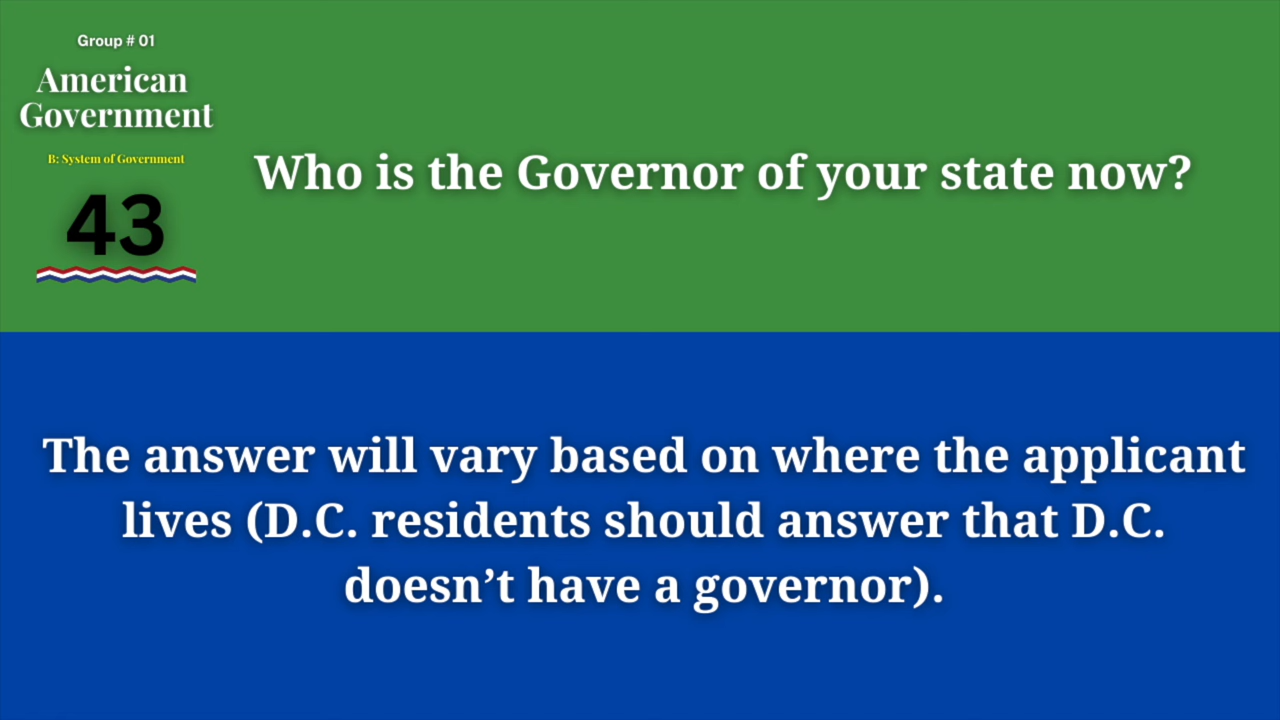 Group # 01
American
Government
B: System of Government
43
Who is the Governor of your state now?
The answer will vary based on where the applicant
lives (D.C. residents should answer that D.C.
doesn’t have a governor).